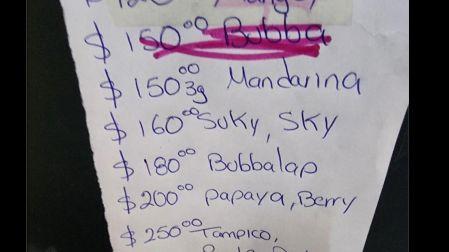 $ 150⁰⁰ Bubba
$ 150⁰⁰ 3g Mandarina
$ 160⁰⁰ Suky, Sky
$ 180⁰⁰ Bubbalap
$ 200⁰⁰ papaya, Berry
$ 250⁰⁰ Tampico,